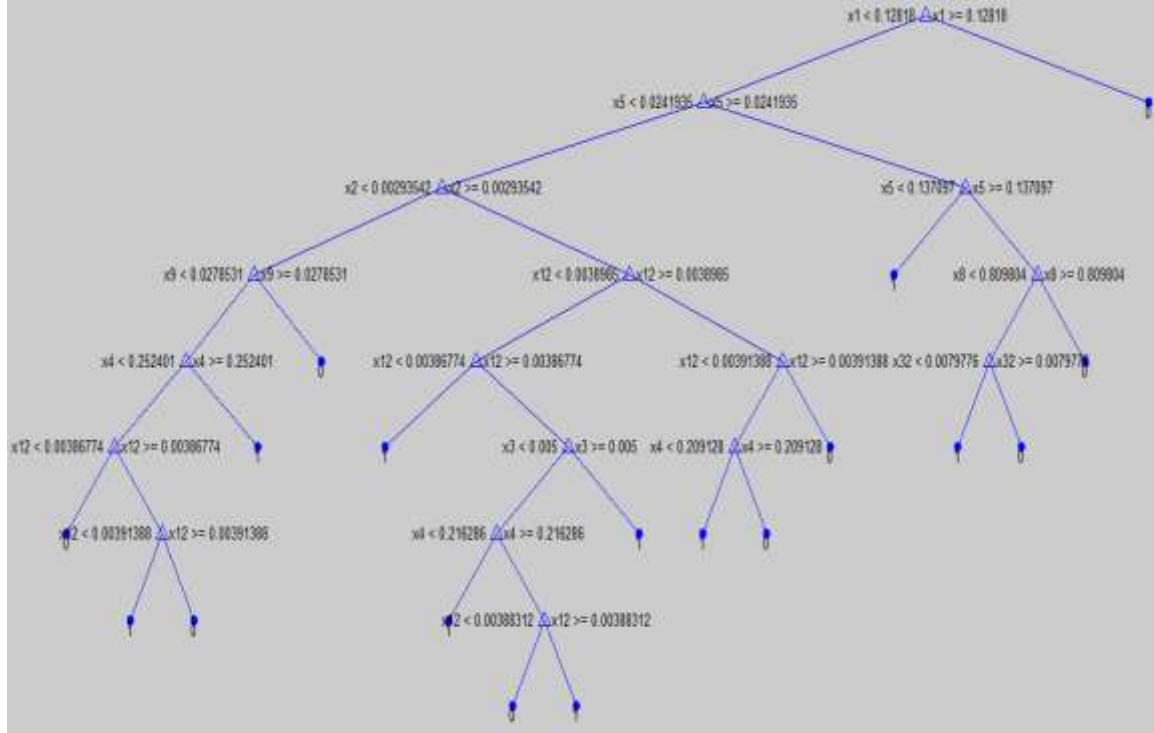 x1 < 0.12818 x1 >= 0.12818
x5 < 0.0241935 x5 >= 0.0241935
0
x2 < 0.00293542 x2 >= 0.00293542 x5 < 0.137097 x5 >= 0.137097
x9 < 0.0278531 x9 >= 0.0278531 x12 < 0.0038985 x12 >= 0.0038985 x8 < 0.809804 x8 >= 0.809804
1
x4 < 0.252401 x4 >= 0.252401 x12 < 0.00386774 x12 >= 0.00386774 x12 < 0.00391388 x12 >= 0.00391388 x32 < 0.0079776 x32 >= 0.0079776
0 0
x12 < 0.00386774 x12 >= 0.00386774 x3 < 0.005 x3 >= 0.005 x4 < 0.209128 x4 >= 0.209128
1 1 0 1 0
x12 < 0.00391388 x12 >= 0.00391388 x4 < 0.216286 x4 >= 0.216286
0 1 1 0
x12 < 0.00388312 x12 >= 0.00388312
1 0 1
0 1